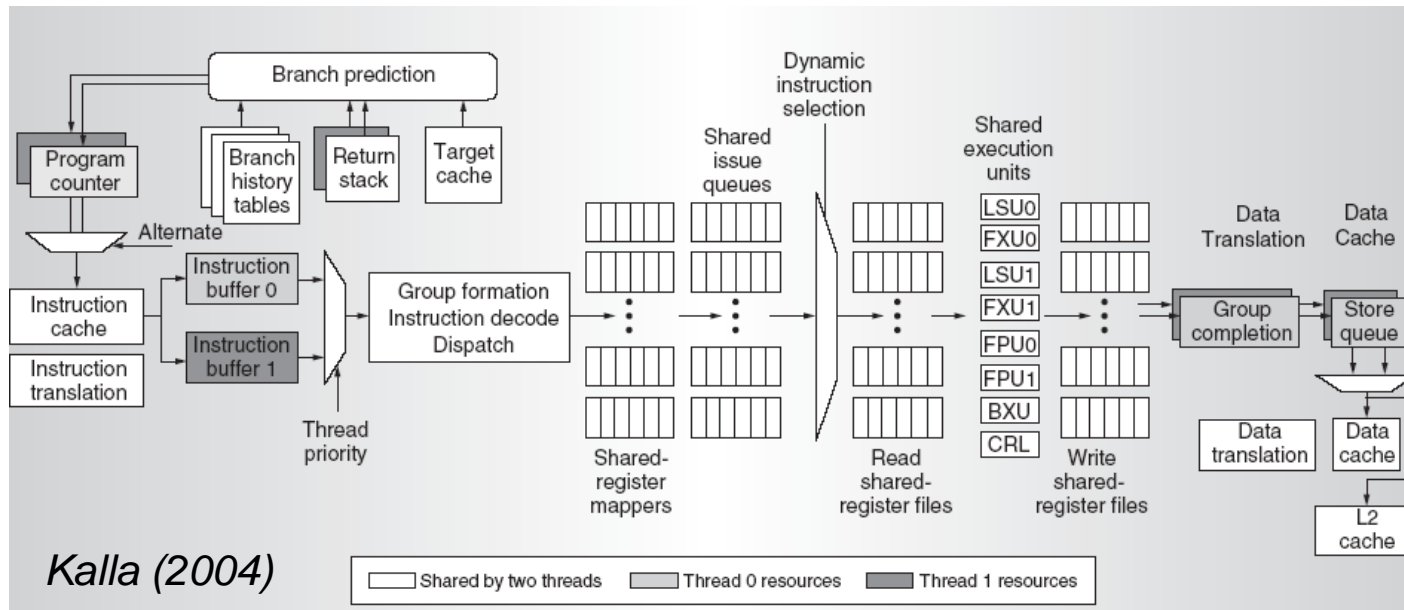 Branch prediction
Program
counter
Branch
history
tables
Return
stack
Target
cache
Alternate
Instruction
cache
Instruction
translation
Instruction
buffer 0
Instruction
buffer 1
Thread
priority
Group formation
Instruction decode
Dispatch
Shared-
register
mappers
Shared
issue
queues
Dynamic
instruction
selection
Read
shared-
register files
Shared
execution
units
LSU0
FXU0
LSU1
FXU1
FPU0
FPU1
BXU
CRL
Write
shared-
register files
Data
Translation
Group
completion
Data
Cache
Store
queue
Data
translation
Data
cache
L2
cache
Kalla (2004)
Shared by two threads
Thread 0 resources
Thread 1 resources